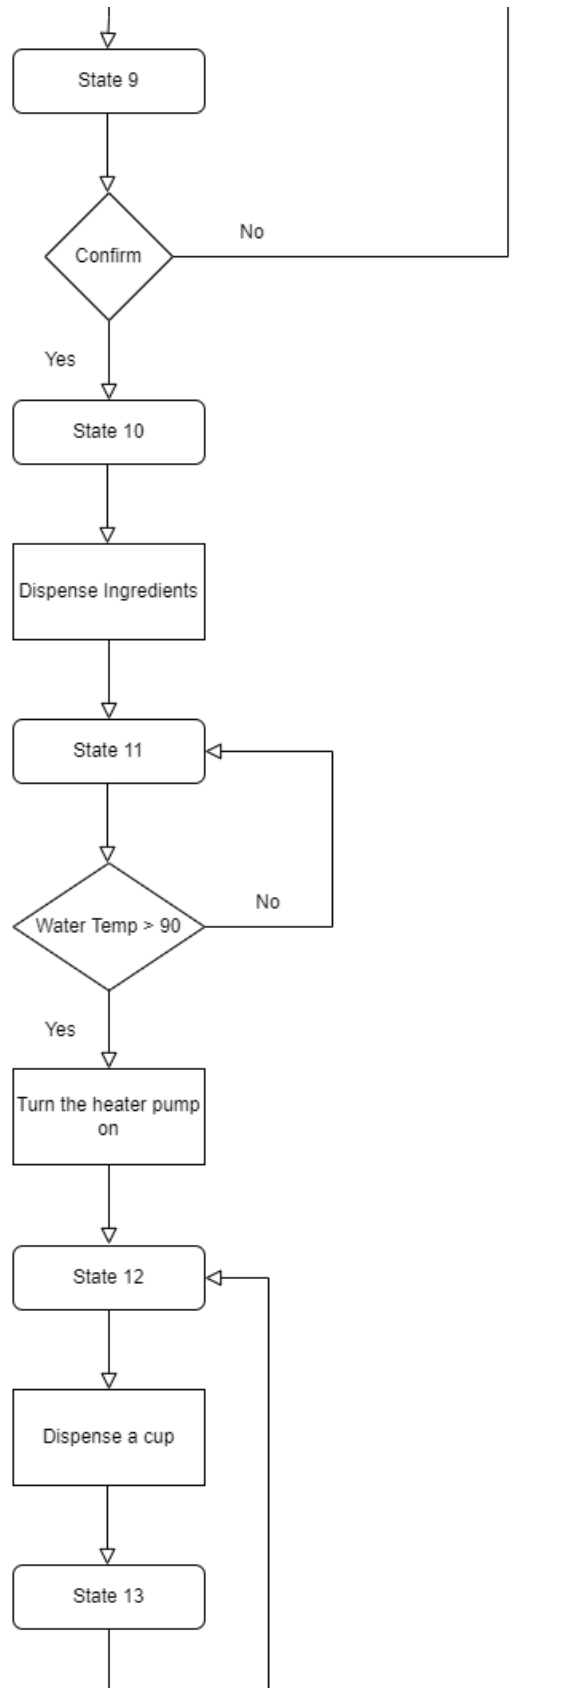 State 9
No
Confirm
Yes
State 10
Dispense Ingredients
State 11
No
Water Temp > 90
Yes
Turn the heater pump
on
State 12
Dispense a cup
State 13